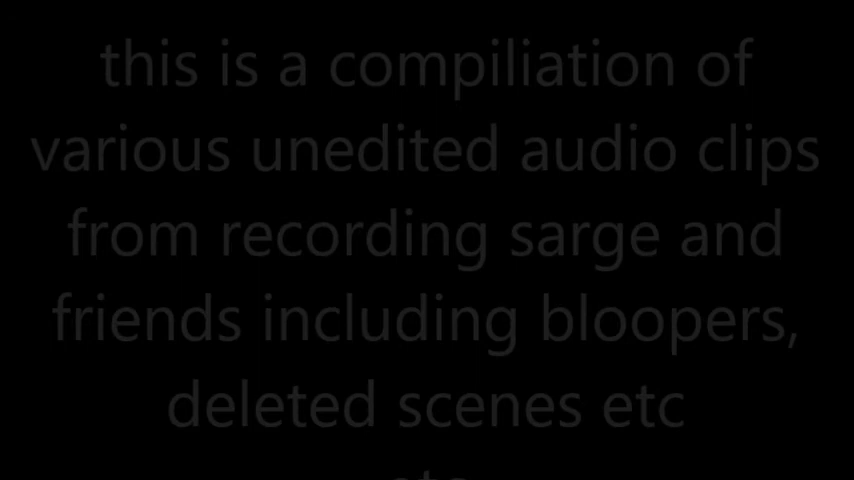 this is a compiliation of
various unedited audio clips
from recording sarge and
friends including bloopers,
deleted scenes etc